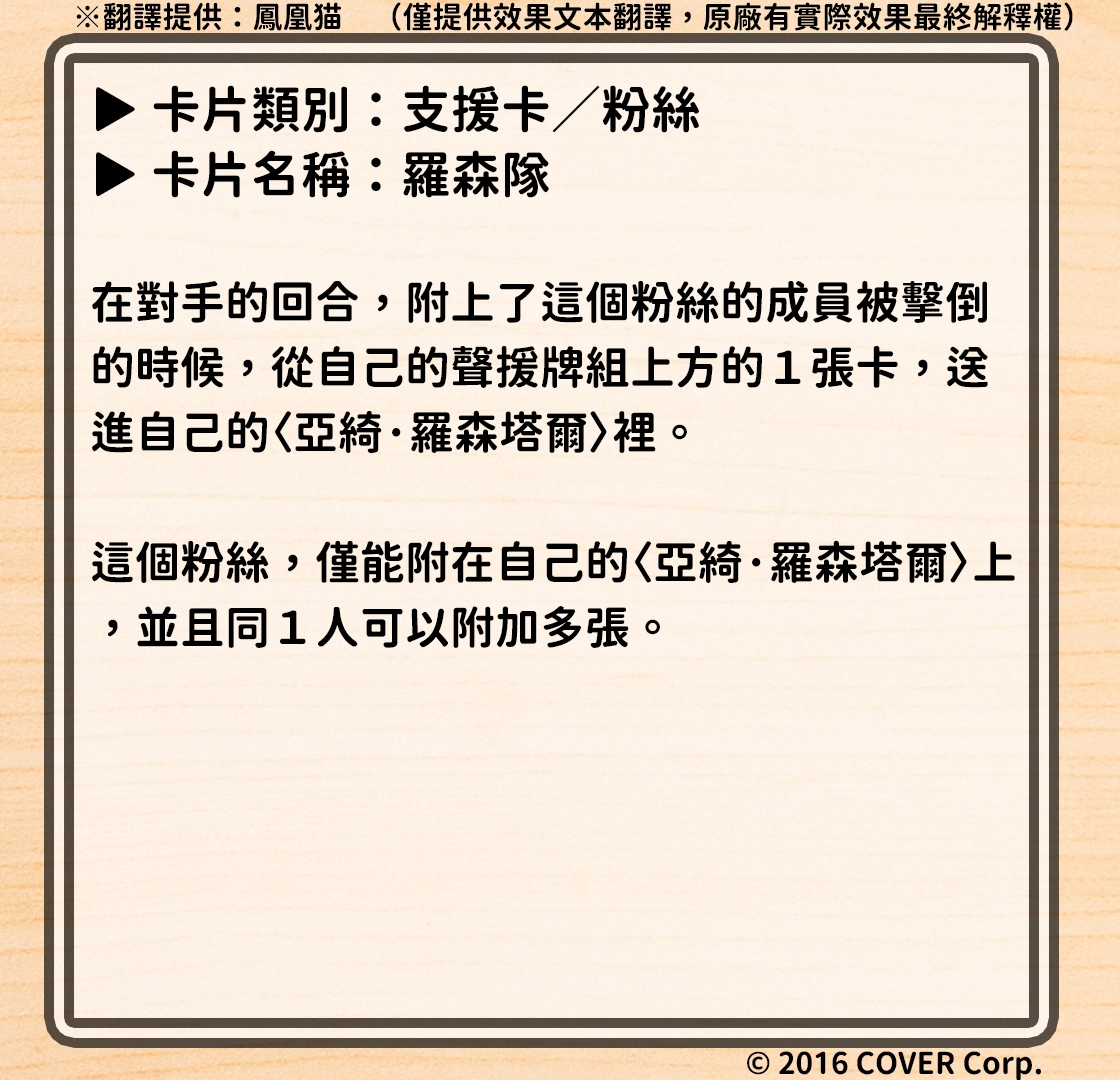 ※翻譯提供：鳳凰猫　（僅提供效果文本翻譯，原廠有實際效果最終解釋權）
▶ 卡片類別：支援卡／粉絲
▶ 卡片名稱：羅森隊
在對手的回合，附上了這個粉絲的成員被擊倒
的時候，從自己的聲援牌組上方的１張卡，送
進自己的〈亞綺·羅森塔爾〉裡。
這個粉絲，僅能附在自己的〈亞綺·羅森塔爾〉上
，並且同１人可以附加多張。
© 2016 COVER Corp.